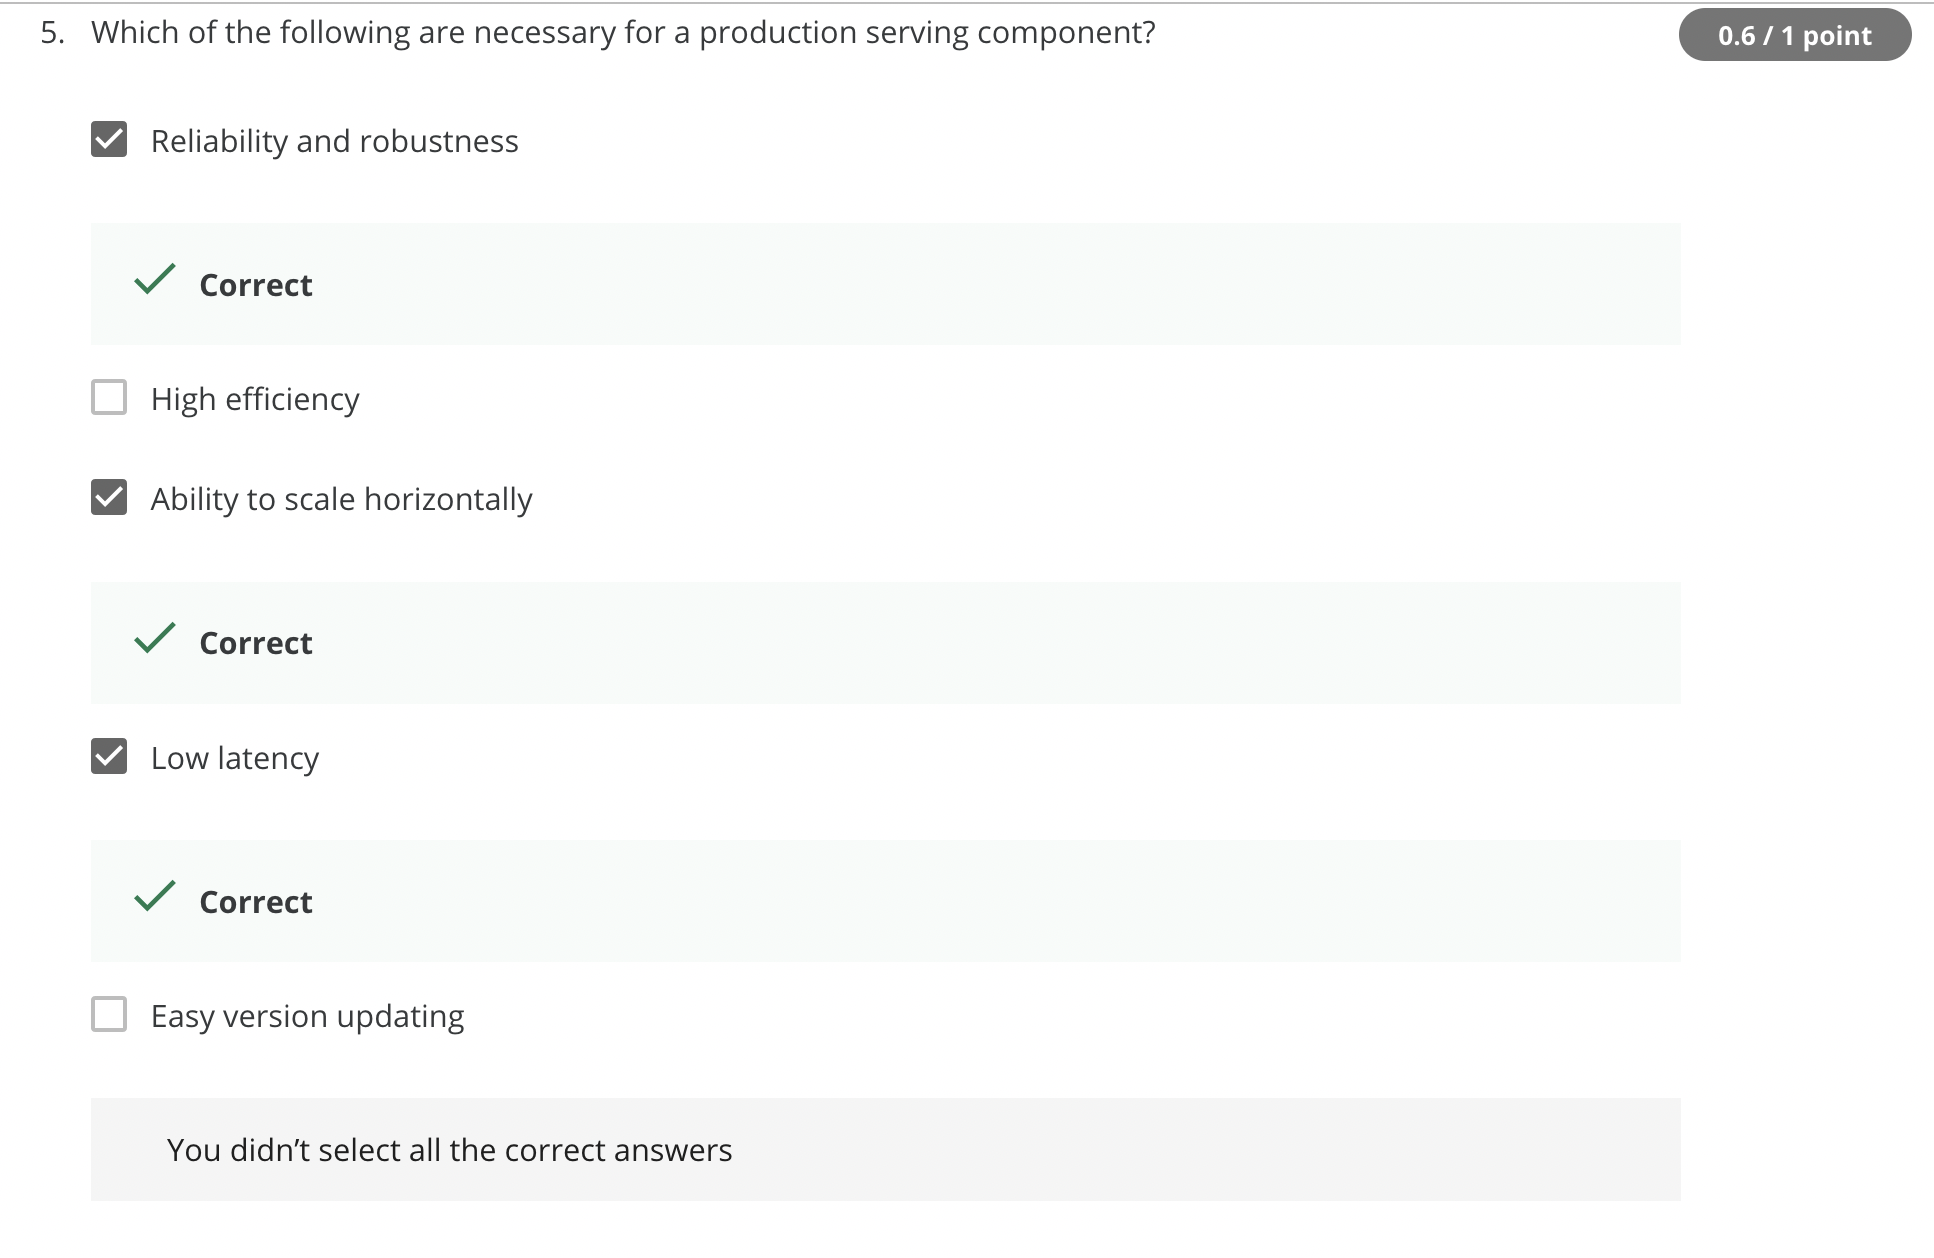 5. Which of the following are necessary for a production serving component?
0.6 / 1 point
Reliability and robustness
Correct
High efficiency
Ability to scale horizontally
Correct
Low latency
Correct
Easy version updating
You didn’t select all the correct answers